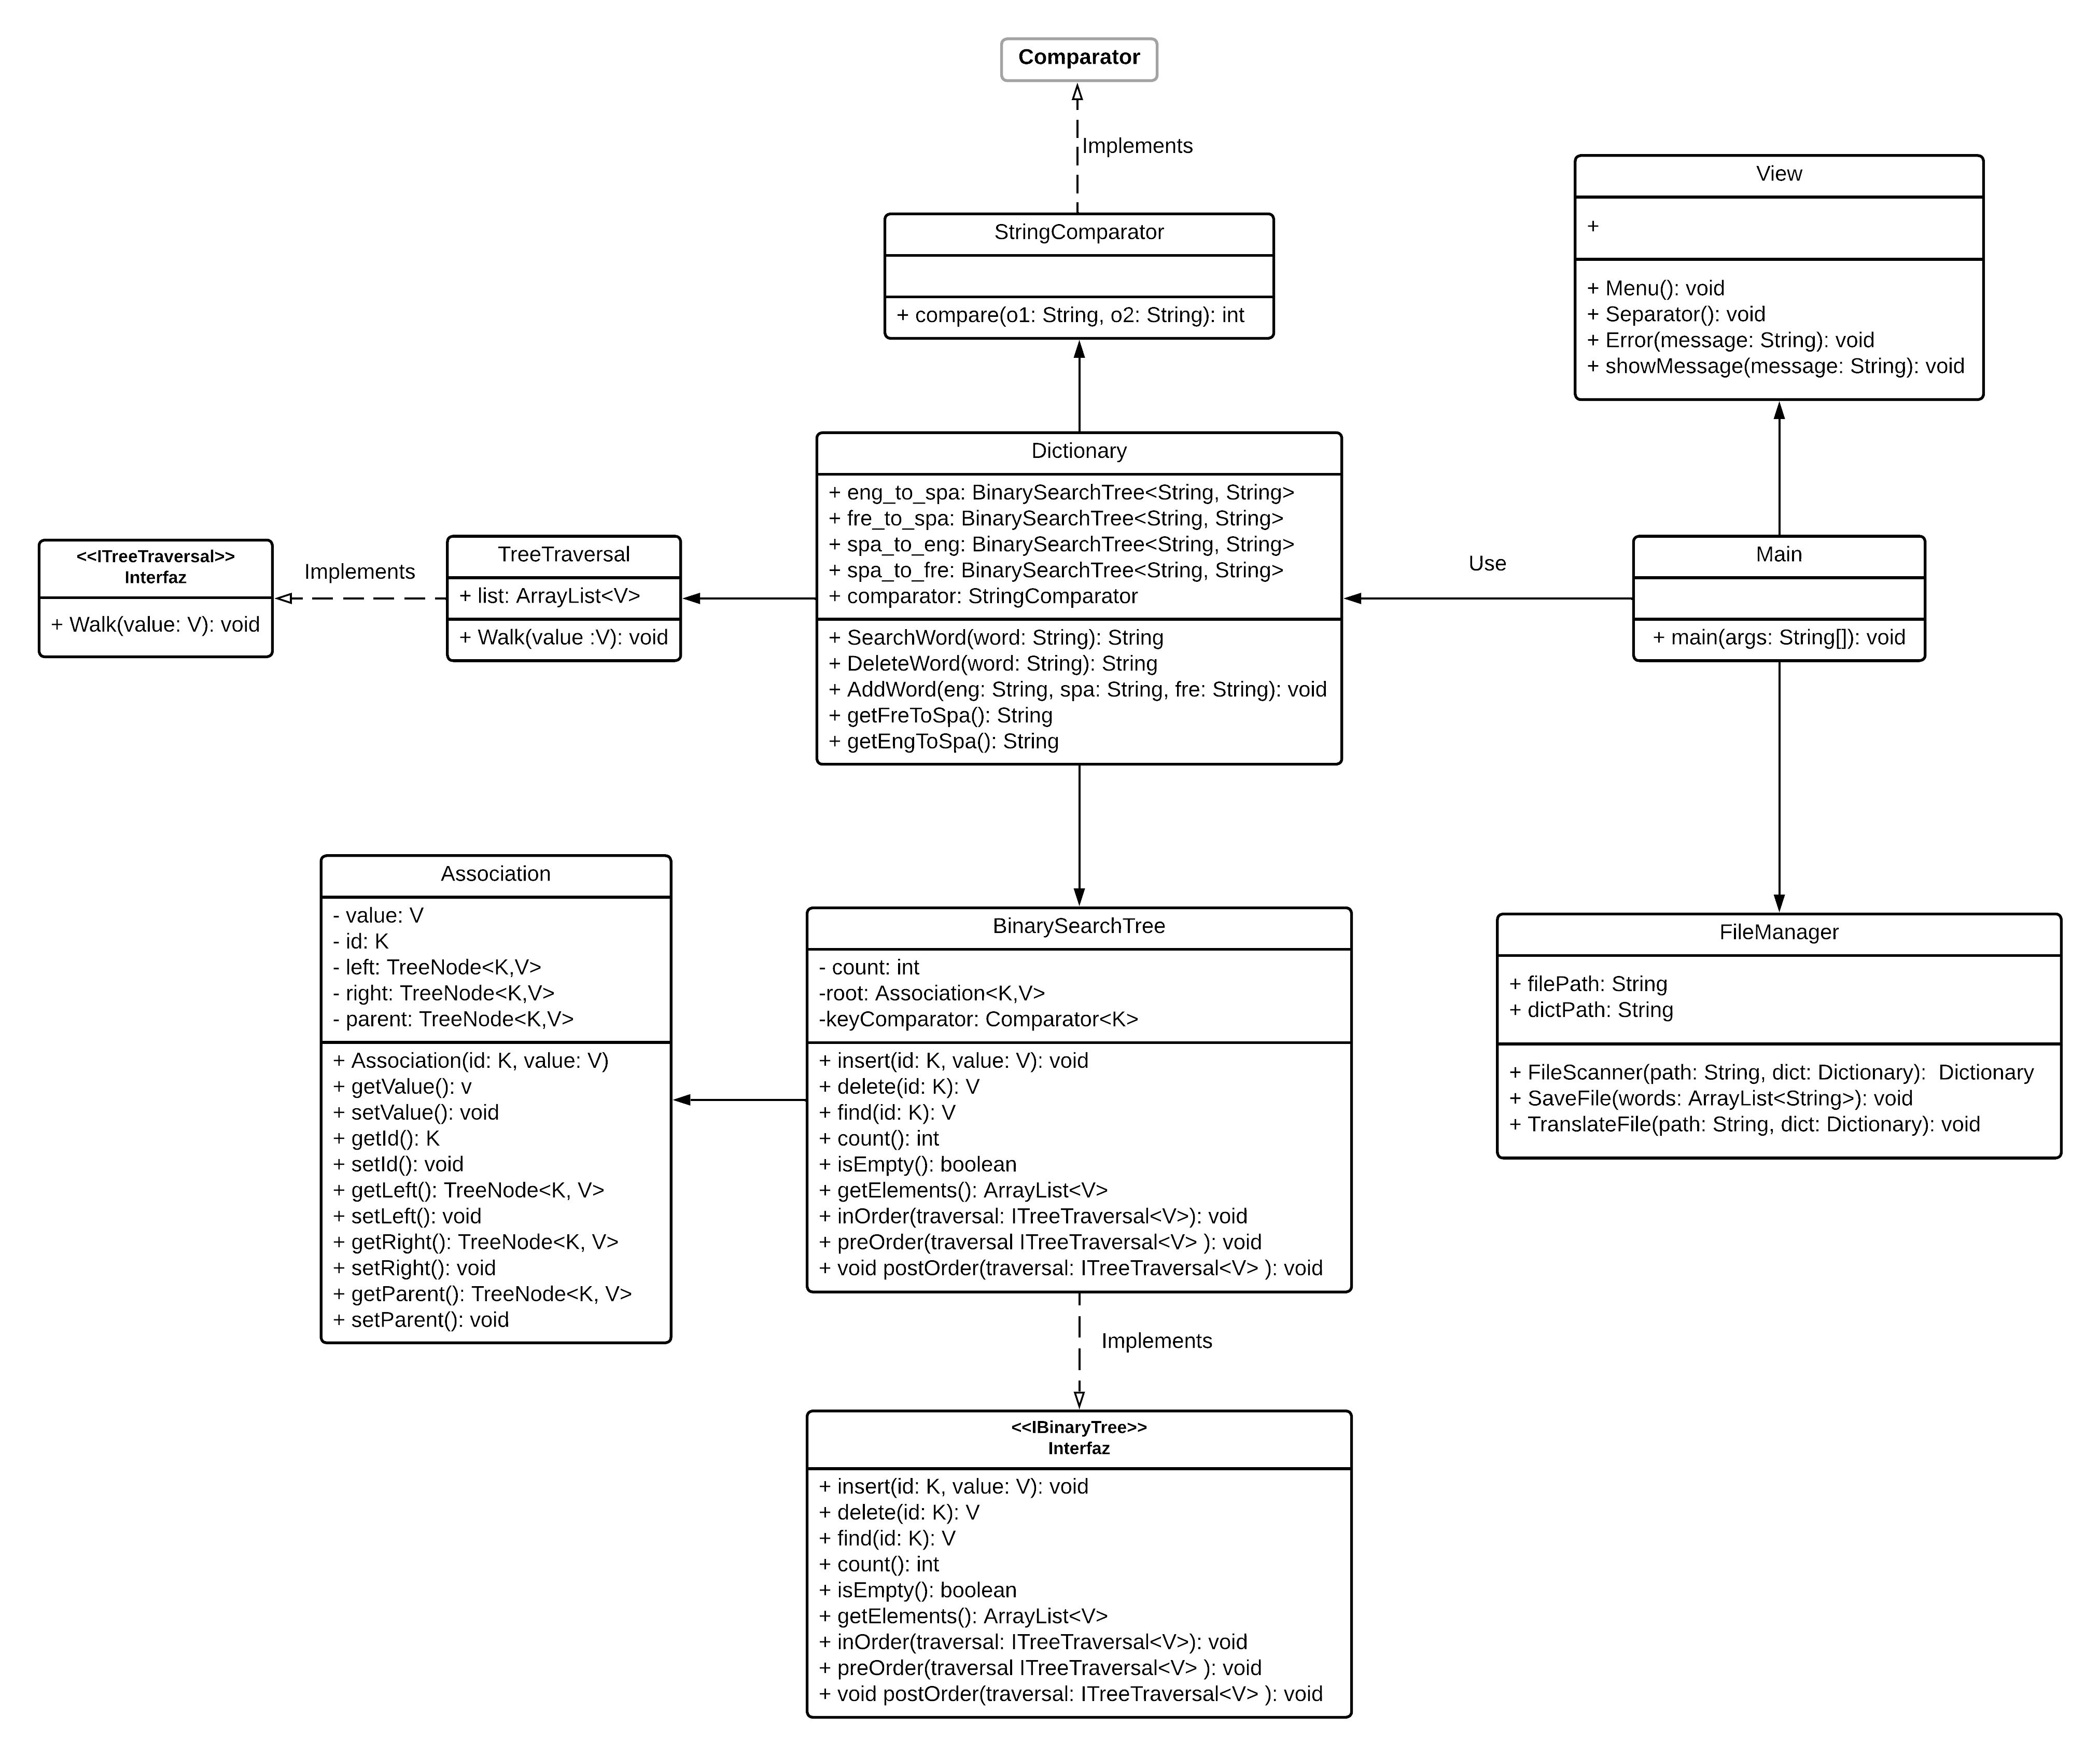 Comparator
Implements
StringComparator
+ compare(o1: String, o2: String): int
View
+
+ Menu(): void
+ Separator(): void
+ Error(message: String): void
+ showMessage(message: String): void
<<ITreeTraversal>>
Interfaz
+ Walk(value: V): void
Implements
TreeTraversal
+ list: ArrayList<V>
+ Walk(value :V): void
Dictionary
+ eng_to_spa: BinarySearchTree<String, String>
+ fre_to_spa: BinarySearchTree<String, String>
+ spa_to_eng: BinarySearchTree<String, String>
+ spa_to_fre: BinarySearchTree<String, String>
+ comparator: StringComparator
+ SearchWord(word: String): String
+ DeleteWord(word: String): String
+ AddWord(eng: String, spa: String, fre: String): void
+ getFreToSpa(): String
+ getEngToSpa(): String
Use
Main
+ main(args: String[]): void
Association
- value: V
- id: K
- left: TreeNode<K,V>
- right: TreeNode<K,V>
- parent: TreeNode<K,V>
+ Association(id: K, value: V)
+ getValue(): v
+ setValue(): void
+ getId(): K
+ setId(): void
+ getLeft(): TreeNode<K, V>
+ setLeft(): void
+ getRight(): TreeNode<K, V>
+ setRight(): void
+ getParent(): TreeNode<K, V>
+ setParent(): void
BinarySearchTree
- count: int
-root: Association<K,V>
-keyComparator: Comparator<K>
+ insert(id: K, value: V): void
+ delete(id: K): V
+ find(id: K): V
+ count(): int
+ isEmpty(): boolean
+ getElements(): ArrayList<V>
+ inOrder(traversal: ITreeTraversal<V>): void
+ preOrder(traversal ITreeTraversal<V> ): void
+ void postOrder(traversal: ITreeTraversal<V> ): void
FileManager
+ filePath: String
+ dictPath: String
+ FileScanner(path: String, dict: Dictionary):  Dictionary
+ SaveFile(words: ArrayList<String>): void
+ TranslateFile(path: String, dict: Dictionary): void
Implements
<<IBinaryTree>>
Interfaz
+ insert(id: K, value: V): void
+ delete(id: K): V
+ find(id: K): V
+ count(): int
+ isEmpty(): boolean
+ getElements(): ArrayList<V>
+ inOrder(traversal: ITreeTraversal<V>): void
+ preOrder(traversal ITreeTraversal<V> ): void
+ void postOrder(traversal: ITreeTraversal<V> ): void